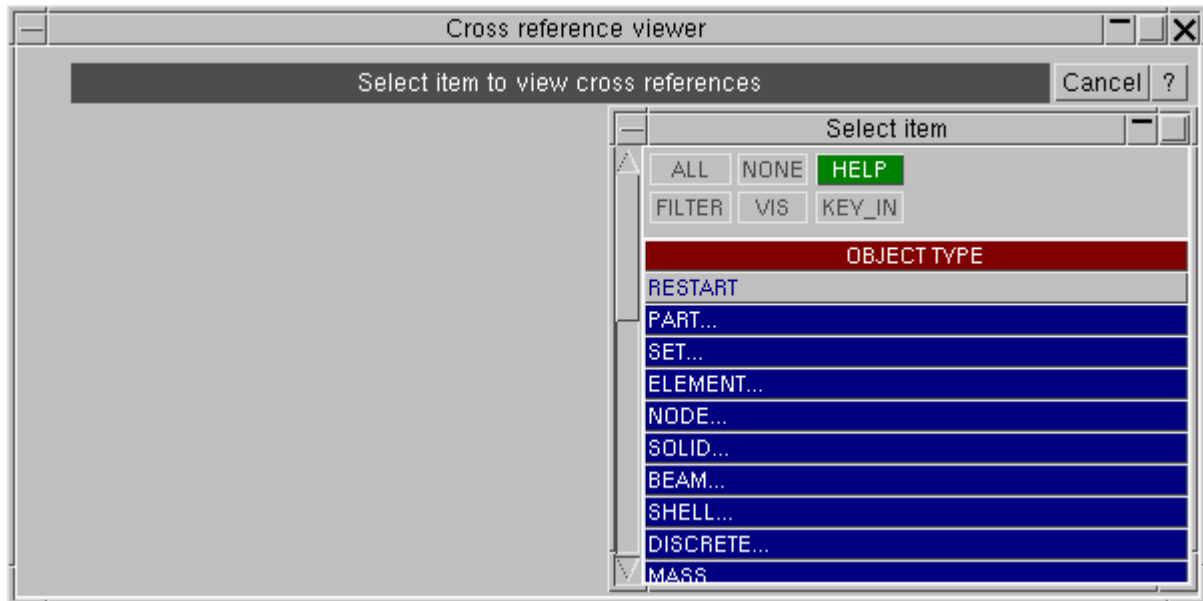 Cross reference viewer
Select item to view cross references Cancel ?
Select item
ALL NONE HELP
FILTER VIS KEY_IN
OBJECT TYPE
RESTART
PART...
SET...
ELEMENT...
NODE...
SOLID...
BEAM...
SHELL...
DISCRETE...
MASS